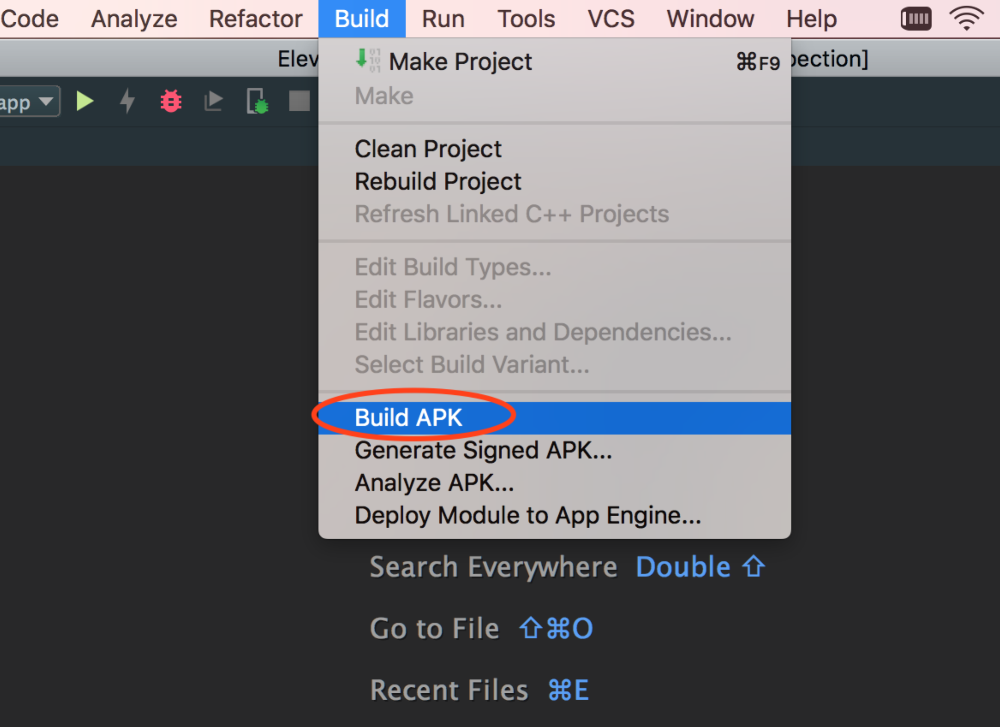 Code Analyze Refactor Build Run Tools VCS Window Help
Elev
pection]
Make Project ⌘F9
app
Make
Clean Project
Rebuild Project
Refresh Linked C++ Projects
Edit Build Types...
Edit Flavors...
Edit Libraries and Dependencies...
Select Build Variant...
Build APK
Generate Signed APK...
Analyze APK...
Deploy Module to App Engine...
Search Everywhere Double ⇧
Go to File ⇧⌘O
Recent Files ⌘E